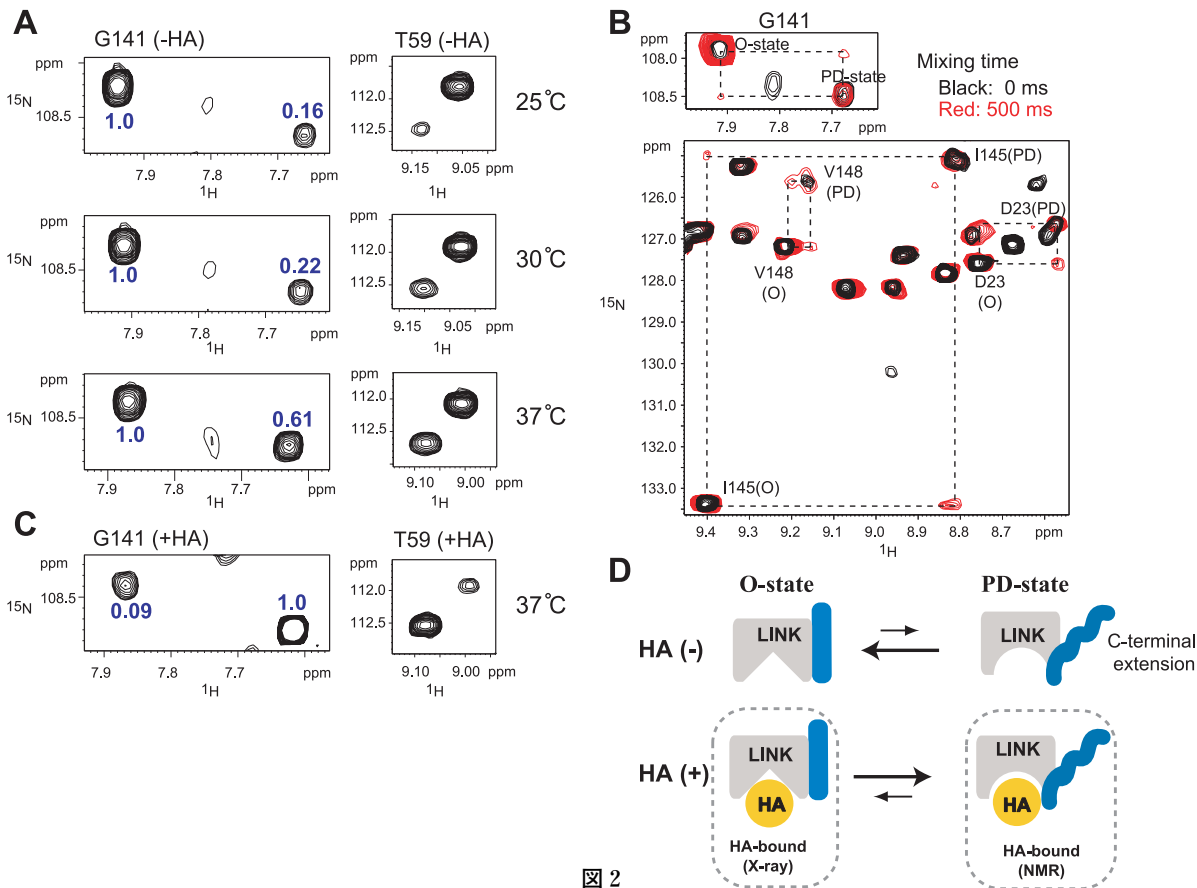 A
G141 (-HA)
T59 (-HA)
ppm
15N
108.5
1.0
0.16
7.9
7.8
7.7
ppm
1H
ppm
112.0
112.5
9.15
9.05
ppm
1H
25℃
ppm
15N
108.5
1.0
0.22
7.9
7.8
7.7
ppm
1H
ppm
112.0
112.5
9.15
9.05
ppm
1H
30℃
ppm
15N
108.5
1.0
0.61
7.9
7.8
7.7
ppm
1H
ppm
112.0
112.5
9.10
9.00
ppm
1H
37℃
C
G141 (+HA)
T59 (+HA)
ppm
15N
108.5
0.09
1.0
7.9
7.8
7.7
ppm
1H
ppm
112.0
112.5
9.10
9.00
ppm
1H
37℃
B
G141
ppm
108.0
108.5
O-state
PD-state
7.9
7.8
7.7
ppm
Mixing time
Black: 0 ms
Red: 500 ms
ppm
126.0
127.0
128.0
15N
129.0
130.0
131.0
132.0
133.0
I145(PD)
V148
(PD)
D23(PD)
V148
(O)
D23
(O)
I145(O)
9.4
9.3
9.2
9.1
9.0
8.9
8.8
8.7
ppm
1H
D
O-state
PD-state
HA (-)
LINK
LINK
C-terminal
extension
HA (+)
LINK
HA
HA-bound
(X-ray)
LINK
HA
HA-bound
(NMR)
図 2